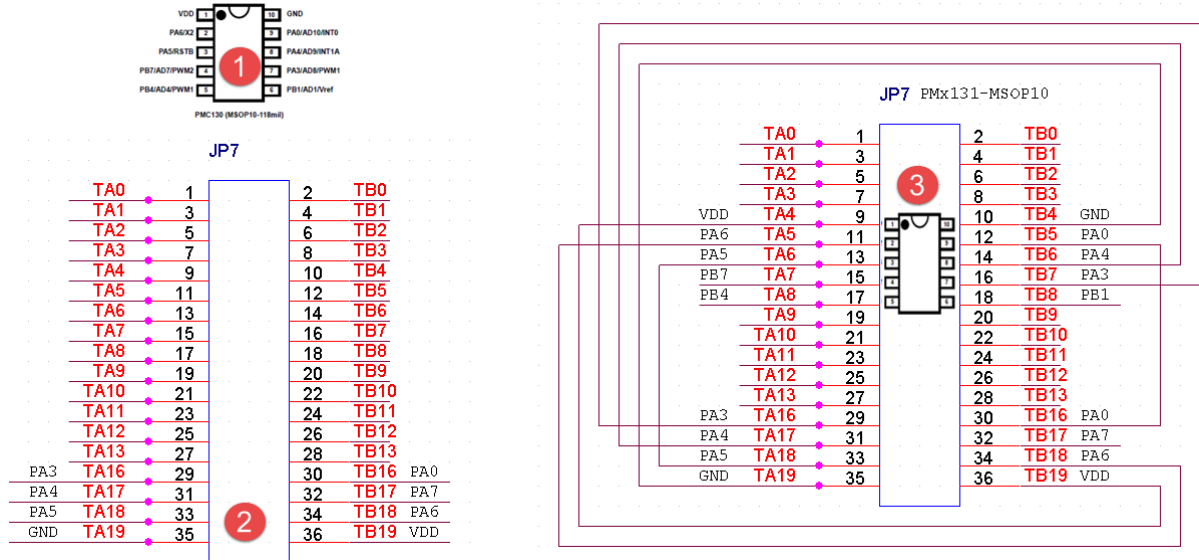 VDD 1 10 GND
PA6/X2 2 9 PA0/AD10/INT0
PA5/RSTB 3 8 PA4/AD9/INT1A
PB7/AD7/PWM2 4 7 PA3/AD8/PWM1
PB4/AD4/PWM1 5 6 PB1/AD1/Vref
1
PMC130 (MSOP10-118mil)
JP7
TA0 1 2 TB0
TA1 3 4 TB1
TA2 5 6 TB2
TA3 7 8 TB3
TA4 9 10 TB4
TA5 11 12 TB5
TA6 13 14 TB6
TA7 15 16 TB7
TA8 17 18 TB8
TA9 19 20 TB9
TA10 21 22 TB10
TA11 23 24 TB11
TA12 25 26 TB12
TA13 27 28 TB13
PA3 TA16 29 30 TB16 PA0
PA4 TA17 31 32 TB17 PA7
PA5 TA18 33 34 TB18 PA6
GND TA19 35 36 TB19 VDD
2
JP7 PMx131-MSOP10
TA0 1 2 TB0
TA1 3 4 TB1
TA2 5 6 TB2
TA3 7 8 TB3
VDD TA4 9 10 TB4 GND
PA6 TA5 11 12 TB5 PA0
PA5 TA6 13 14 TB6 PA4
PB7 TA7 15 16 TB7 PA3
PB4 TA8 17 18 TB8 PB1
TA9 19 20 TB9
TA10 21 22 TB10
TA11 23 24 TB11
TA12 25 26 TB12
TA13 27 28 TB13
PA3 TA16 29 30 TB16 PA0
PA4 TA17 31 32 TB17 PA7
PA5 TA18 33 34 TB18 PA6
GND TA19 35 36 TB19 VDD
3